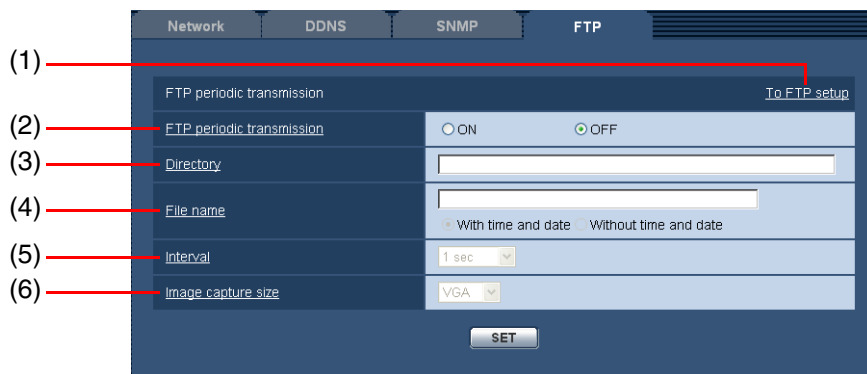 Network DDNS SNMP FTP
(1)
FTP periodic transmission To FTP setup
(2) FTP periodic transmission ON OFF
(3) Directory
(4) File name
With time and date Without time and date
(5) Interval 1 sec
(6) Image capture size VGA
SET